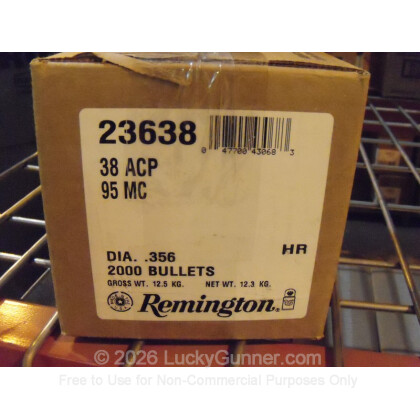 23638
0 47700 43068 3
38 ACP
95 MC
DIA. .356
HR
2000 BULLETS
GROSS WT. 12.5 KG. NET WT. 12.3 KG.
Remington®
© 2026 LuckyGunner.com
Free to Use for Non-Commercial Purposes Only